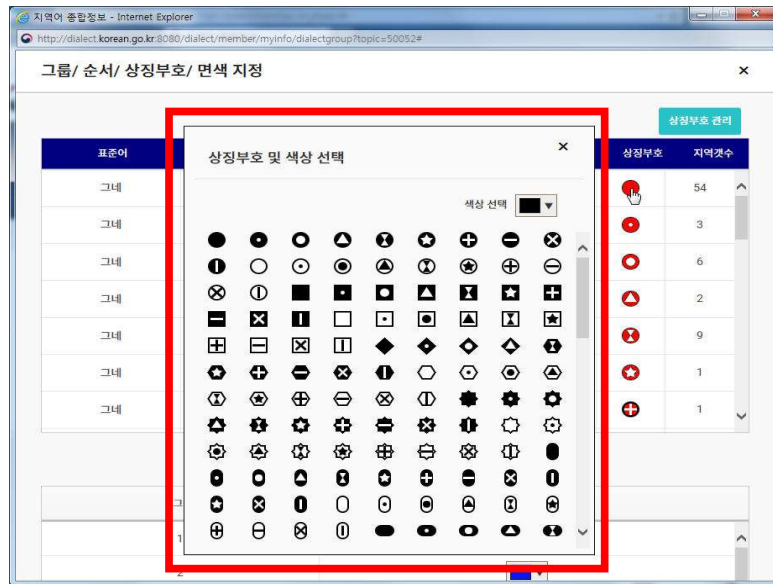 지역어 종합정보 - Internet Explorer
http://dialect.korean.go.kr:8080/dialect/member/myinfo/dialectgroup?topic=50052#
그룹/ 순서/ 상징부호/ 면색 지정
상징부호 관리
표준어 상징부호 지역갯수
상징부호 및 색상 선택
색상 선택
그네 54
그네 3
그네 6
그네 2
그네 9
그네 1
그네 1
그
1
2